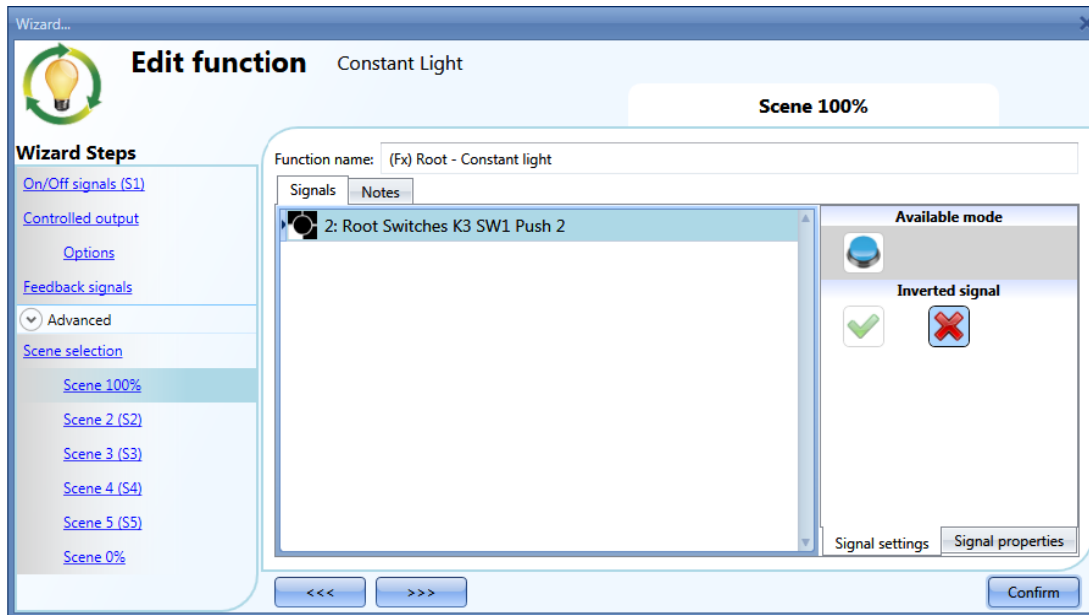 Wizard...
Edit function Constant Light
Scene 100%
Wizard Steps
On/Off signals (S1)
Controlled output
Options
Feedback signals
Advanced
Scene selection
Scene 100%
Scene 2 (S2)
Scene 3 (S3)
Scene 4 (S4)
Scene 5 (S5)
Scene 0%
Function name: (Fx) Root - Constant light
Signals Notes
2: Root Switches K3 SW1 Push 2
Available mode
Inverted signal
Signal settings Signal properties
<<< >>> Confirm